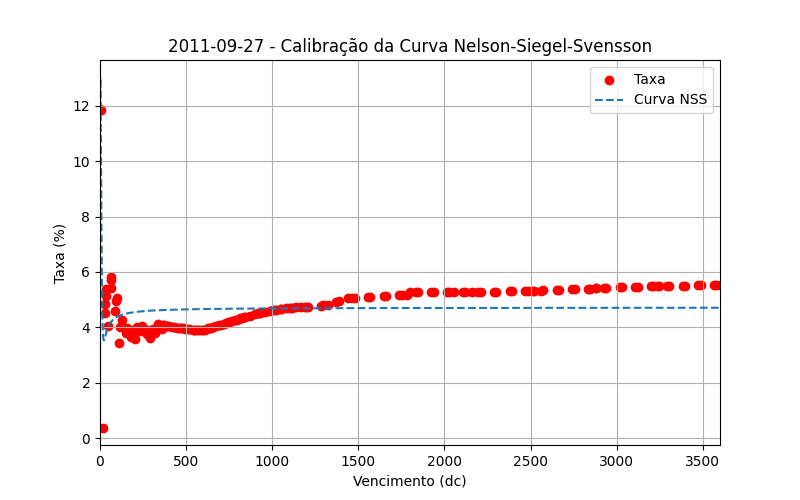 2011-09-27 - Calibração da Curva Nelson-Siegel-Svensson
Taxa
Curva NSS
Taxa (%)
12
10
8
6
4
2
0
0 500 1000 1500 2000 2500 3000 3500
Vencimento (dc)